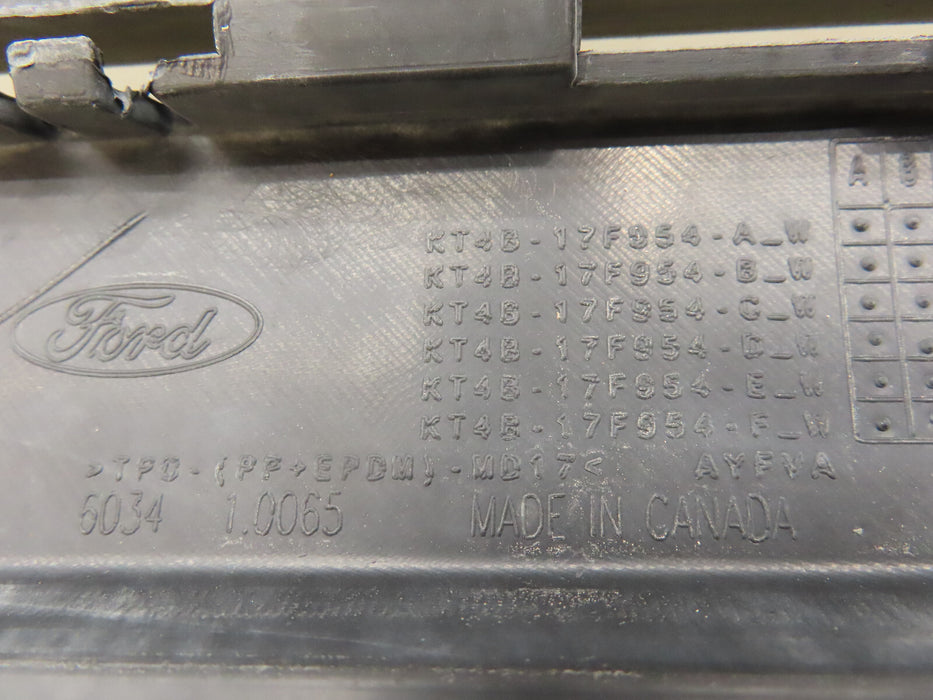 A B
KT4B-17F954-A_W
KT4B-17F954-B_W
KT4B-17F954-C_W
Ford
KT4B-17F954-D_W
KT4B-17F954-E_W
KT4B-17F954-F_W
>TPO-(PP+EPDM)-MD17< AYFVA
6034 1.0065 MADE IN CANADA